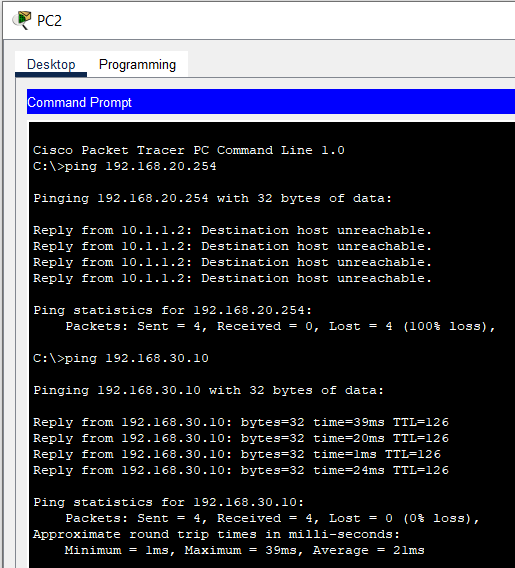 PC2
Desktop Programming
Command Prompt
Cisco Packet Tracer PC Command Line 1.0
C:\>ping 192.168.20.254
Pinging 192.168.20.254 with 32 bytes of data:
Reply from 10.1.1.2: Destination host unreachable.
Reply from 10.1.1.2: Destination host unreachable.
Reply from 10.1.1.2: Destination host unreachable.
Reply from 10.1.1.2: Destination host unreachable.
Ping statistics for 192.168.20.254:
    Packets: Sent = 4, Received = 0, Lost = 4 (100% loss),
C:\>ping 192.168.30.10
Pinging 192.168.30.10 with 32 bytes of data:
Reply from 192.168.30.10: bytes=32 time=39ms TTL=126
Reply from 192.168.30.10: bytes=32 time=20ms TTL=126
Reply from 192.168.30.10: bytes=32 time=1ms TTL=126
Reply from 192.168.30.10: bytes=32 time=24ms TTL=126
Ping statistics for 192.168.30.10:
    Packets: Sent = 4, Received = 4, Lost = 0 (0% loss),
Approximate round trip times in milli-seconds:
    Minimum = 1ms, Maximum = 39ms, Average = 21ms